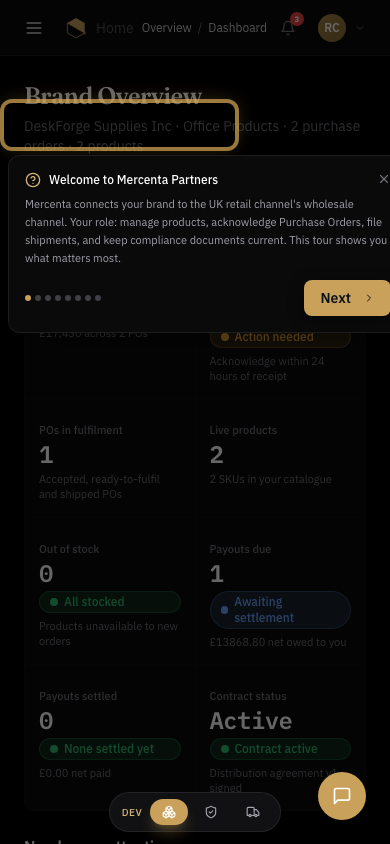 Home Overview / Dashboard 3 RC
Brand Overview
DeskForge Supplies Inc · Office Products · 2 purchase
orders · 2 products
Welcome to Mercenta Partners
Mercenta connects your brand to the UK retail channel's wholesale
channel. Your role: manage products, acknowledge Purchase Orders, file
shipments, and keep compliance documents current. This tour shows you
what matters most.
Next
£17,430 across 2 POs
Action needed
Acknowledge within 24
hours of receipt
POs in fulfilment
1
Accepted, ready-to-fulfil
and shipped POs
Live products
2
2 SKUs in your catalogue
Out of stock
0
All stocked
Products unavailable to new
orders
Payouts due
1
Awaiting
settlement
£13868.80 net owed to you
Payouts settled
0
None settled yet
£0.00 net paid
Contract status
Active
Contract active
Distribution agreement
signed
DEV